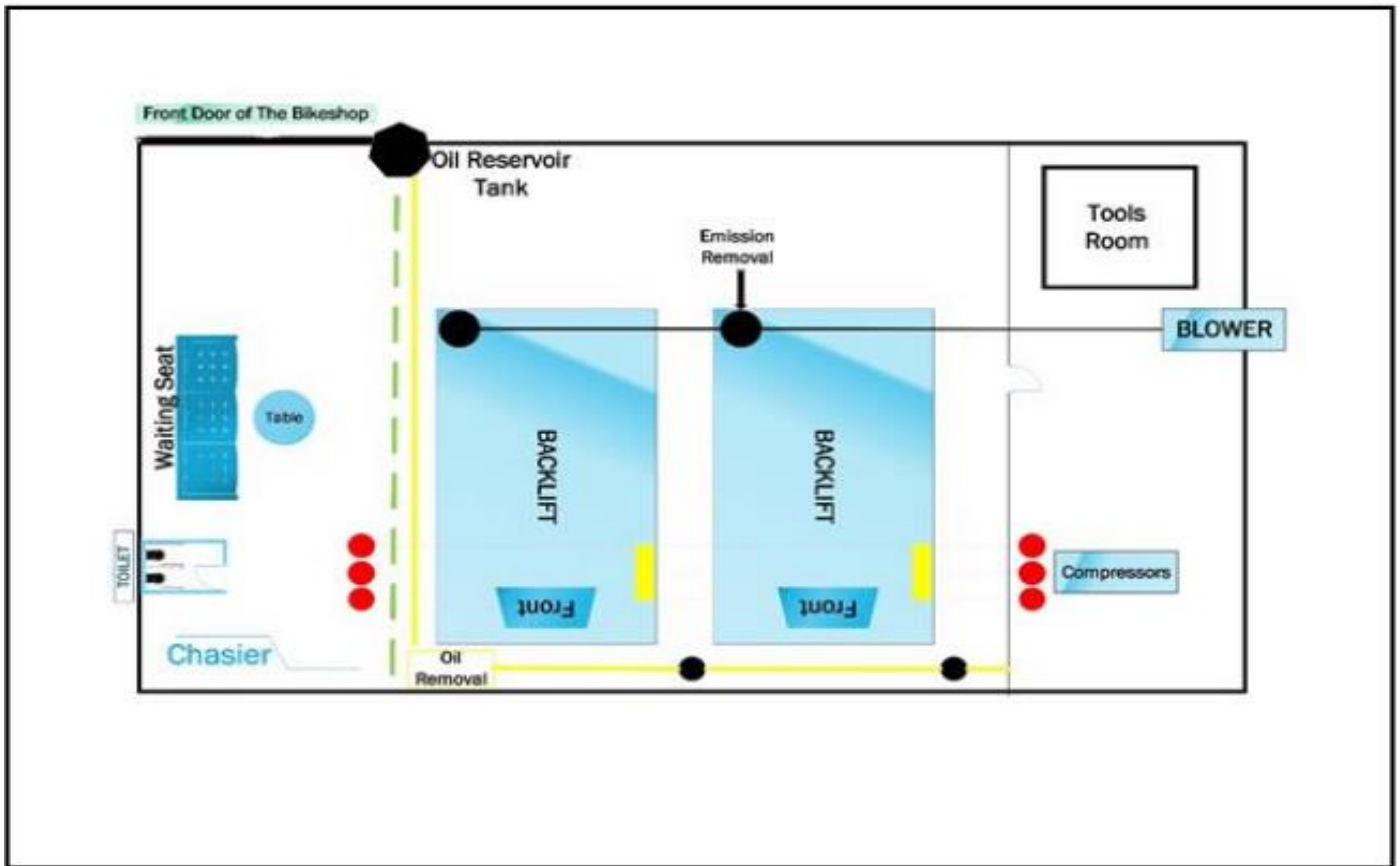 Front Door of The Bikeshop
Oil Reservoir
Tank
Tools
Room
Emission
Removal
BLOWER
Waiting Seat
Table
BACKLIFT
BACKLIFT
TOILET
Compressors
Front
Front
Chasier
Oil
Removal